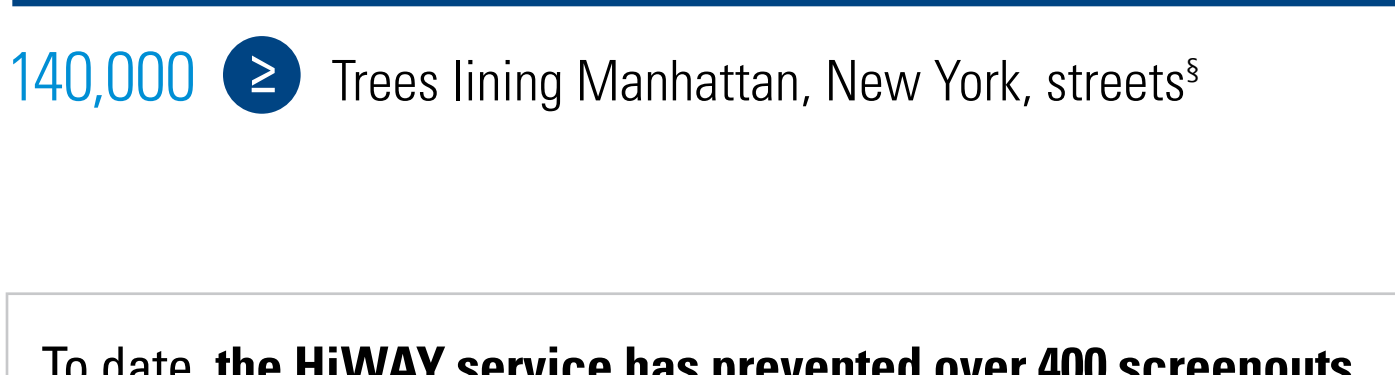 140,000 ≥ Trees lining Manhattan, New York, streets§
To date, the HiWAY service has prevented over 400 screenouts